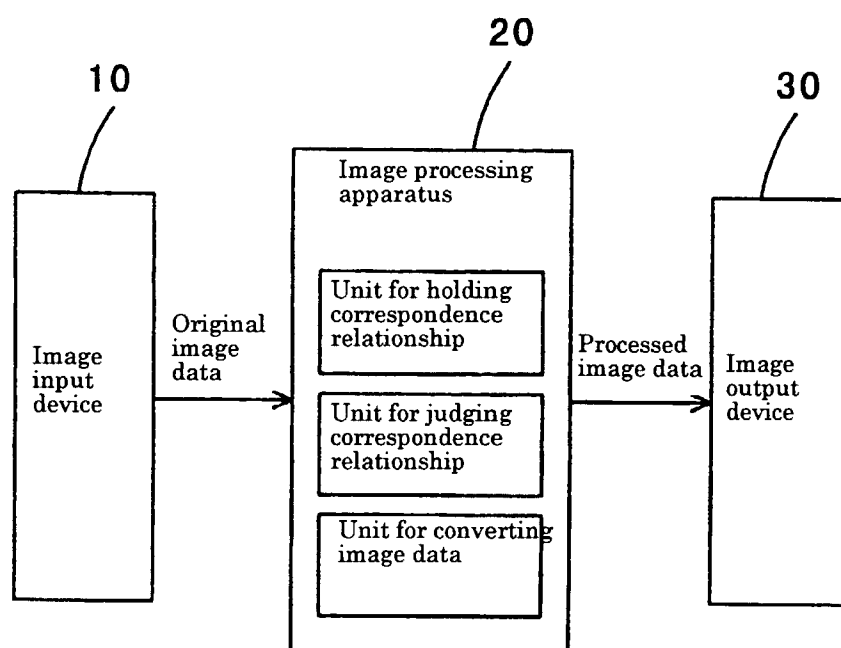 20
10
30
Image processing
apparatus
Unit for holding
correspondence
relationship
Original
image
data
Processed
image data
Image
input
device
Image
output
device
Unit for judging
correspondence
relationship
Unit for converting
image data